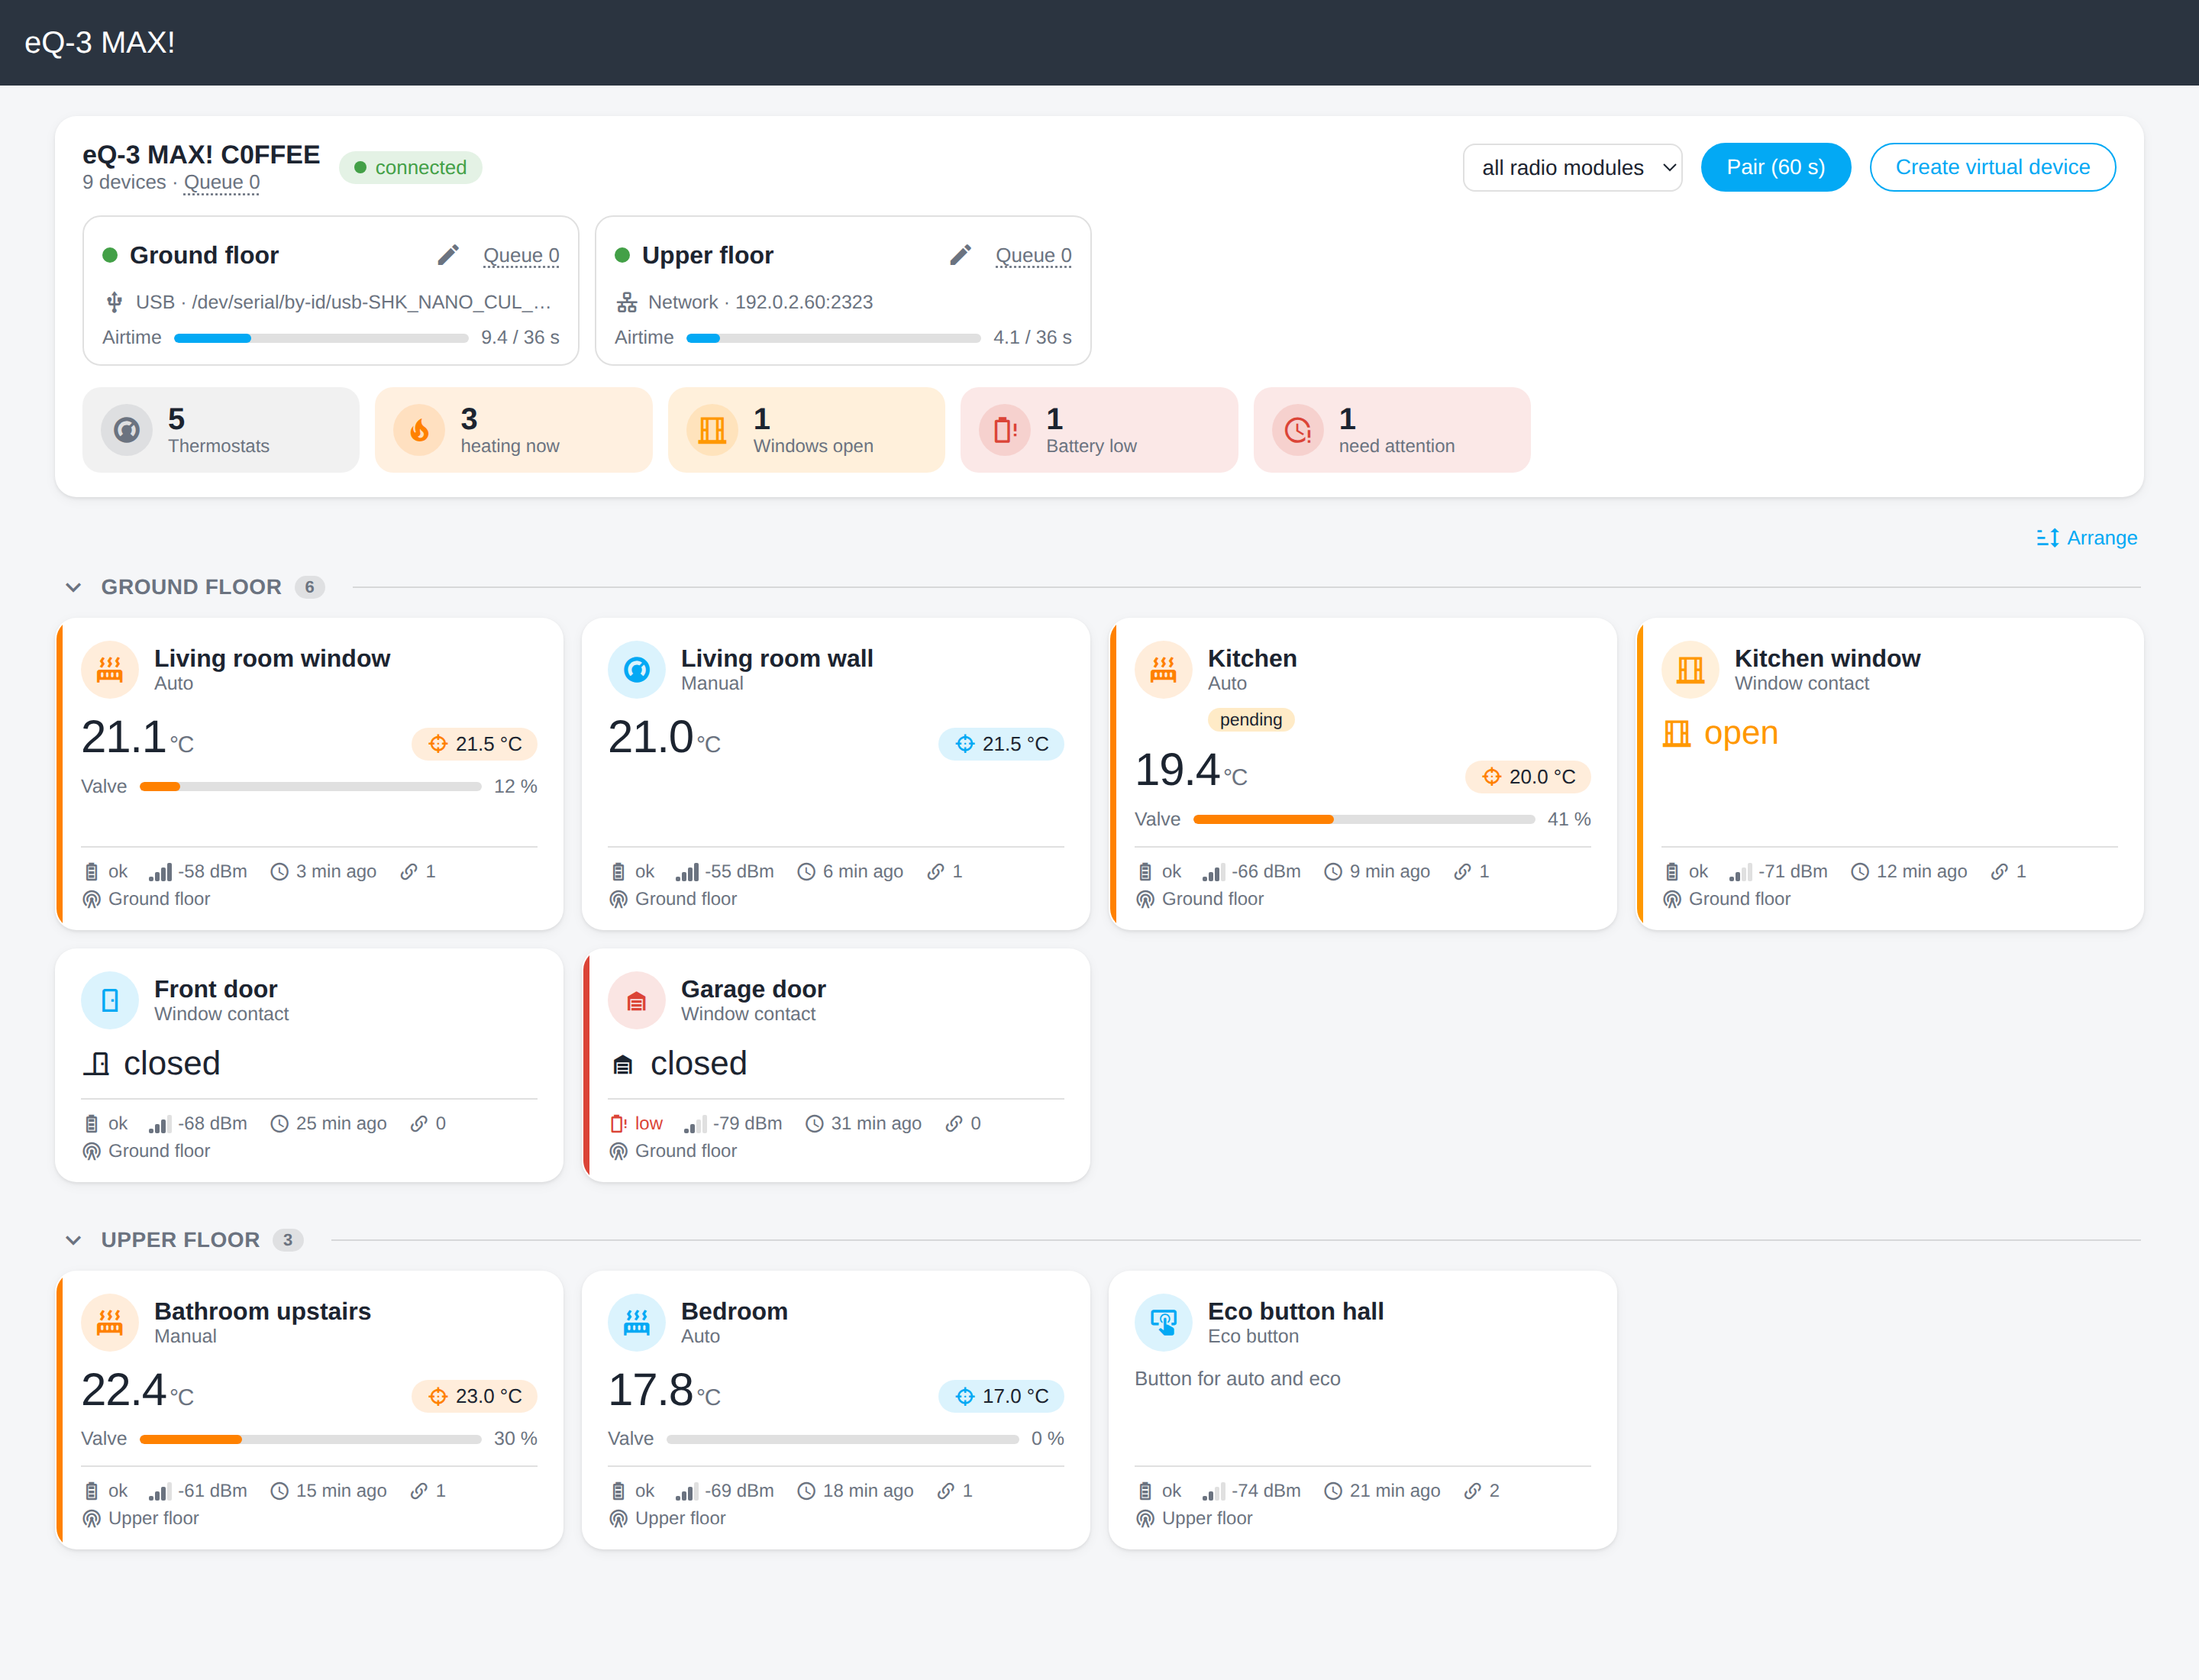 eQ-3 MAX!
eQ-3 MAX! C0FFEE
9 devices · Queue 0
connected
all radio modules
Pair (60 s)
Create virtual device
Ground floor
Queue 0
USB · /dev/serial/by-id/usb-SHK_NANO_CUL_…
Airtime 9.4 / 36 s
Upper floor
Queue 0
Network · 192.0.2.60:2323
Airtime 4.1 / 36 s
5
Thermostats
3
heating now
1
Windows open
1
Battery low
1
need attention
Arrange
GROUND FLOOR 6
Living room window
Auto
21.1 °C
21.5 °C
Valve 12 %
ok -58 dBm 3 min ago 1
Ground floor
Living room wall
Manual
21.0 °C
21.5 °C
ok -55 dBm 6 min ago 1
Ground floor
Kitchen
Auto
pending
19.4 °C
20.0 °C
Valve 41 %
ok -66 dBm 9 min ago 1
Ground floor
Kitchen window
Window contact
open
ok -71 dBm 12 min ago 1
Ground floor
Front door
Window contact
closed
ok -68 dBm 25 min ago 0
Ground floor
Garage door
Window contact
closed
low -79 dBm 31 min ago 0
Ground floor
UPPER FLOOR 3
Bathroom upstairs
Manual
22.4 °C
23.0 °C
Valve 30 %
ok -61 dBm 15 min ago 1
Upper floor
Bedroom
Auto
17.8 °C
17.0 °C
Valve 0 %
ok -69 dBm 18 min ago 1
Upper floor
Eco button hall
Eco button
Button for auto and eco
ok -74 dBm 21 min ago 2
Upper floor